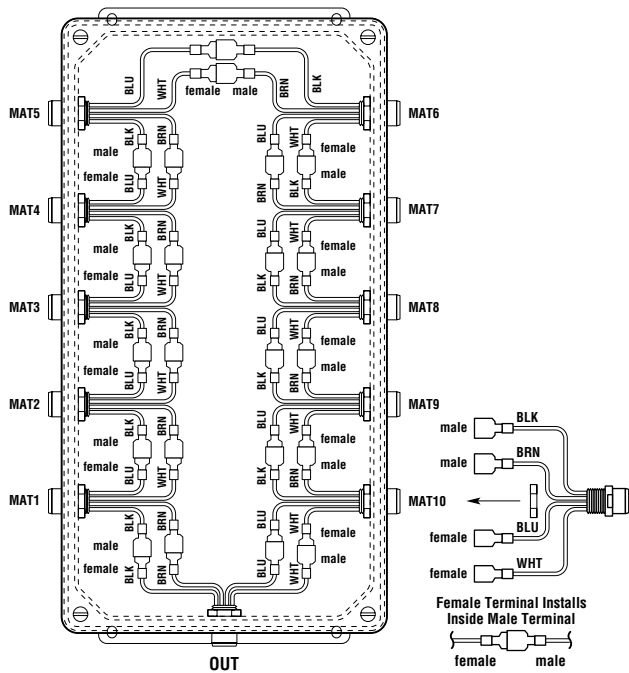 BLU
WHT
female male
BRN
BLK
MAT5
MAT6
BLK BRN
male
female
BLU WHT
BLU WHT
female
male
BRN BLK
MAT4
MAT7
BLK BRN
male
female
BLU WHT
BLU WHT
female
male
BLK BRN
MAT3
MAT8
BLK BRN
male
female
BLU WHT
BLU WHT
female
male
BLK BRN
MAT2
MAT9
BLK BRN
male
female
BLU WHT
BLU WHT
female
male
BLK BRN
MAT1
MAT10
BLK BRN
male
female
BLK BRN
BLU WHT
female
male
BLU WHT
OUT
male BLK
male BRN
female BLU
female WHT
Female Terminal Installs
Inside Male Terminal
female male